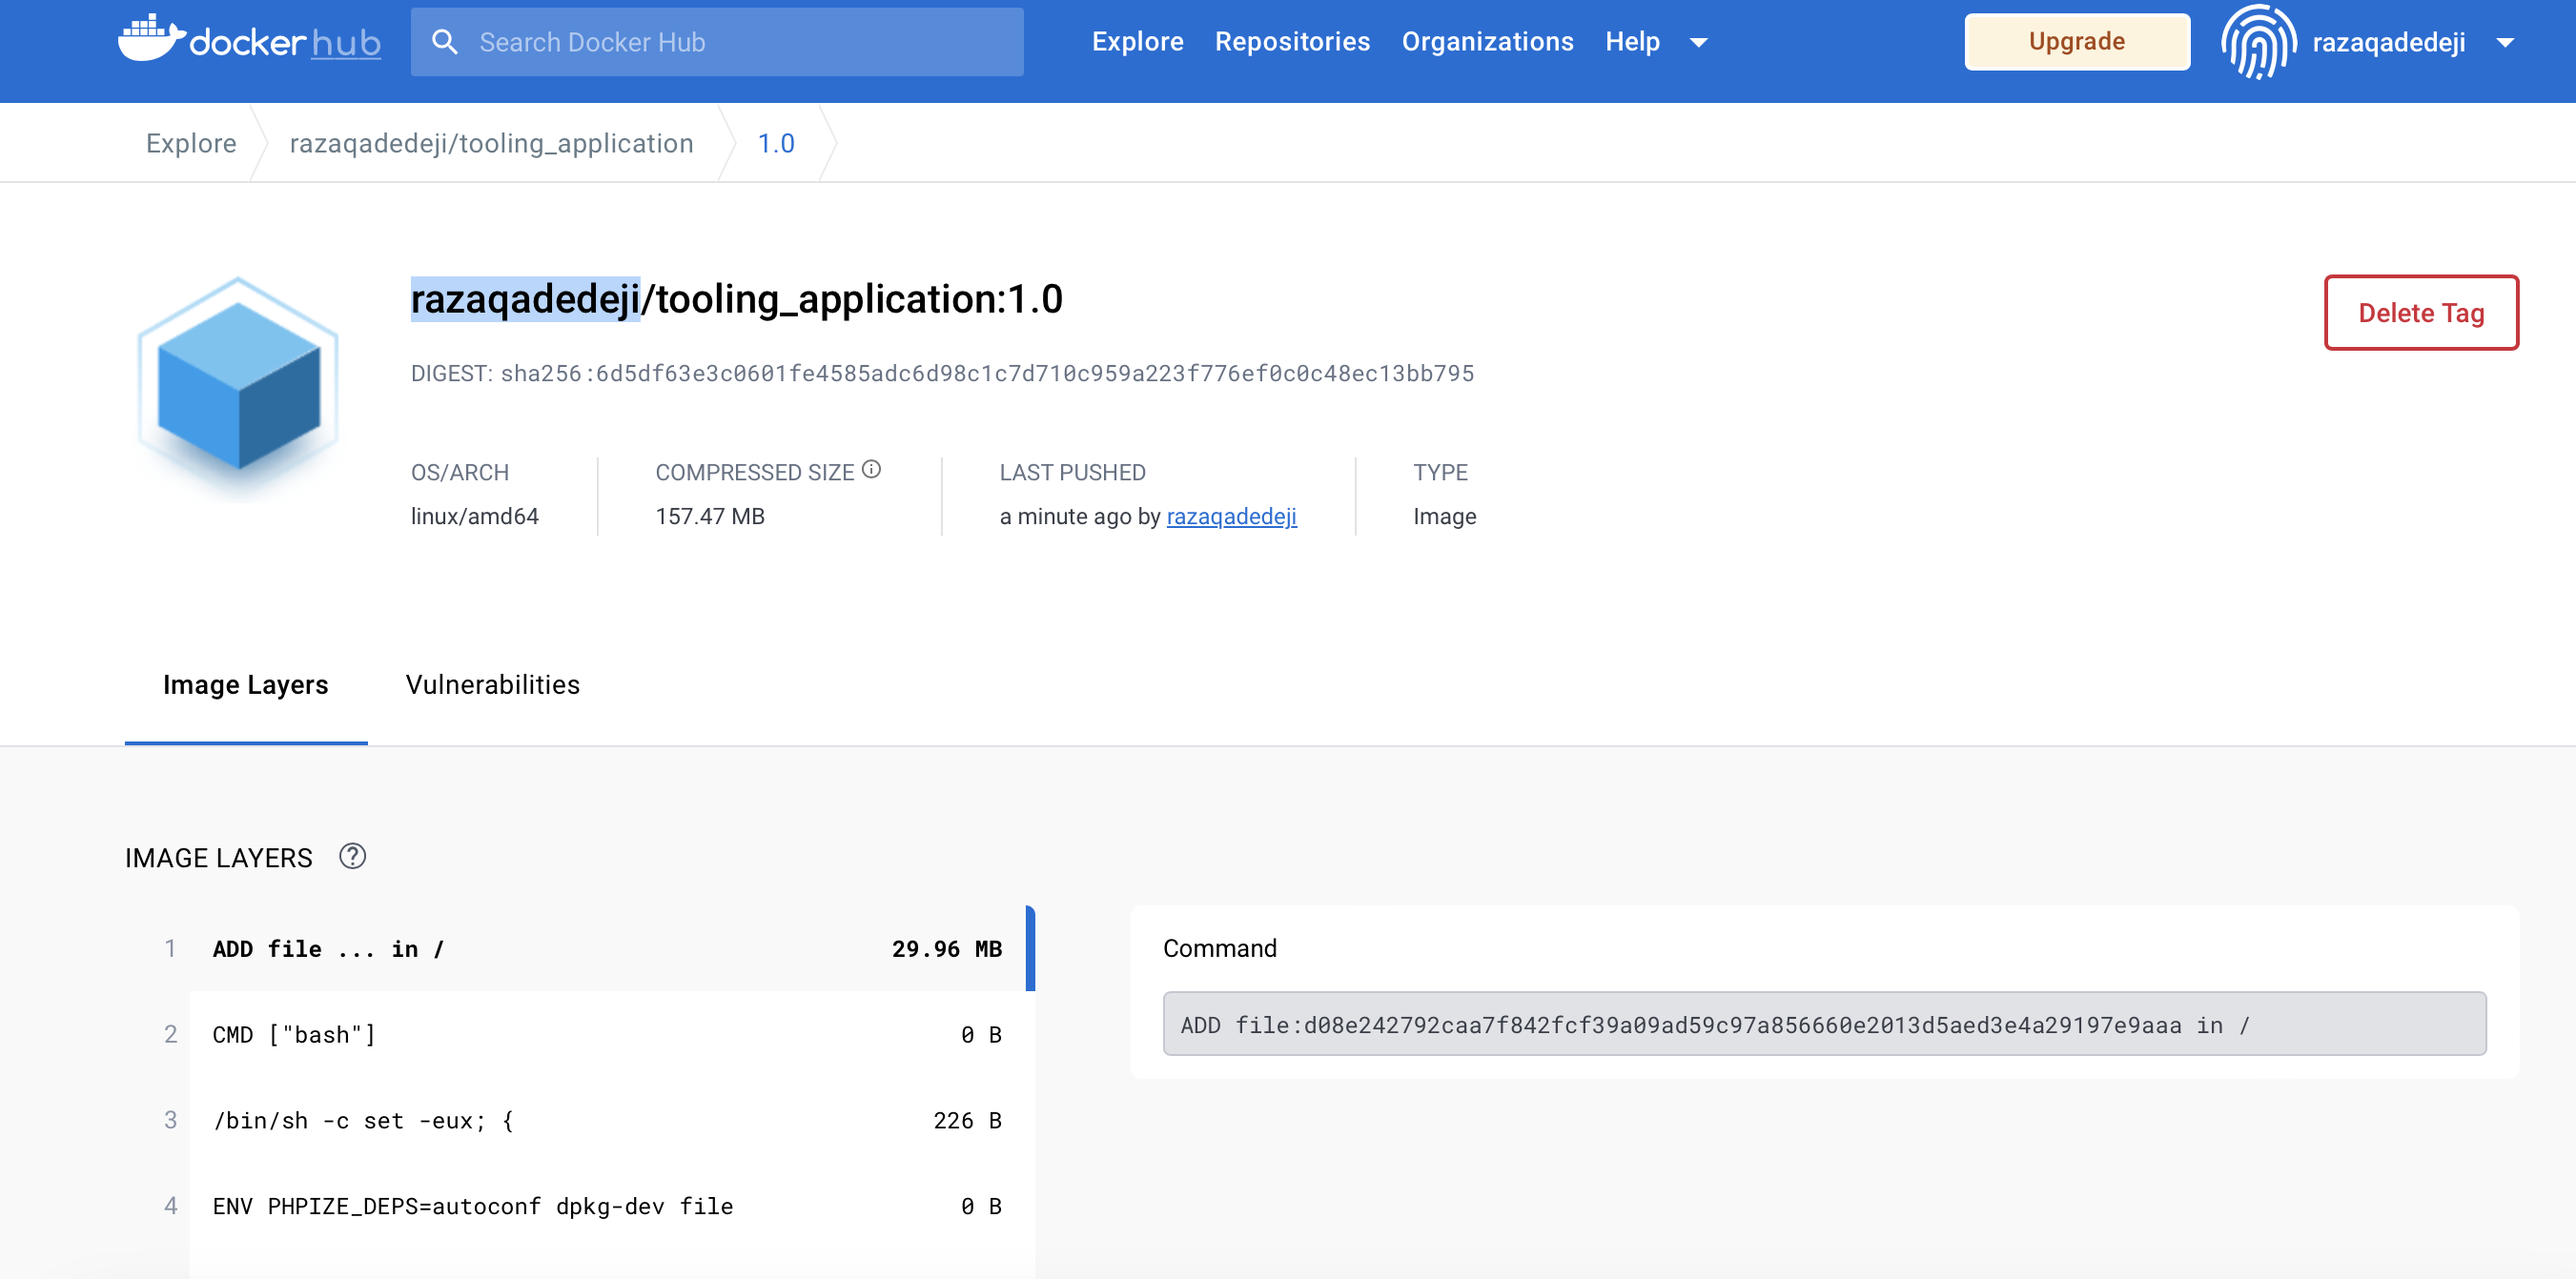 docker hub
Search Docker Hub
Explore
Repositories
Organizations
Help
Upgrade
razaqadedeji
Explore
razaqadedeji/tooling_application
1.0
razaqadedeji/tooling_application:1.0
Delete Tag
DIGEST: sha256:6d5df63e3c0601fe4585adc6d98c1c7d710c959a223f776ef0c0c48ec13bb795
OS/ARCH
linux/amd64
COMPRESSED SIZE
157.47 MB
LAST PUSHED
a minute ago by razaqadedeji
TYPE
Image
Image Layers
Vulnerabilities
IMAGE LAYERS
1 ADD file ... in / 29.96 MB
2 CMD ["bash"] 0 B
3 /bin/sh -c set -eux; { 226 B
4 ENV PHPIZE_DEPS=autoconf dpkg-dev file 0 B
Command
ADD file:d08e242792caa7f842fcf39a09ad59c97a856660e2013d5aed3e4a29197e9aaa in /